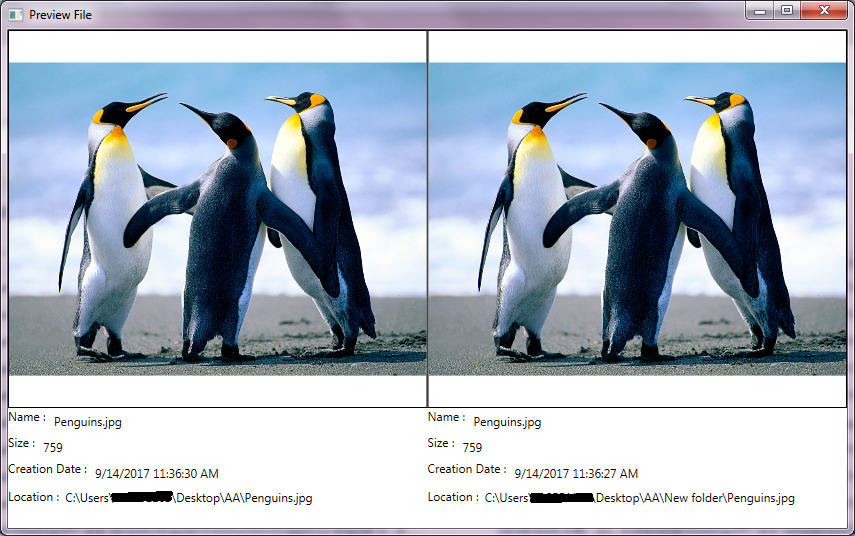 Preview File
Name : Penguins.jpg
Size : 759
Creation Date : 9/14/2017 11:36:30 AM
Location : C:\Users\ \Desktop\AA\Penguins.jpg
Name : Penguins.jpg
Size : 759
Creation Date : 9/14/2017 11:36:27 AM
Location : C:\Users\ \Desktop\AA\New folder\Penguins.jpg